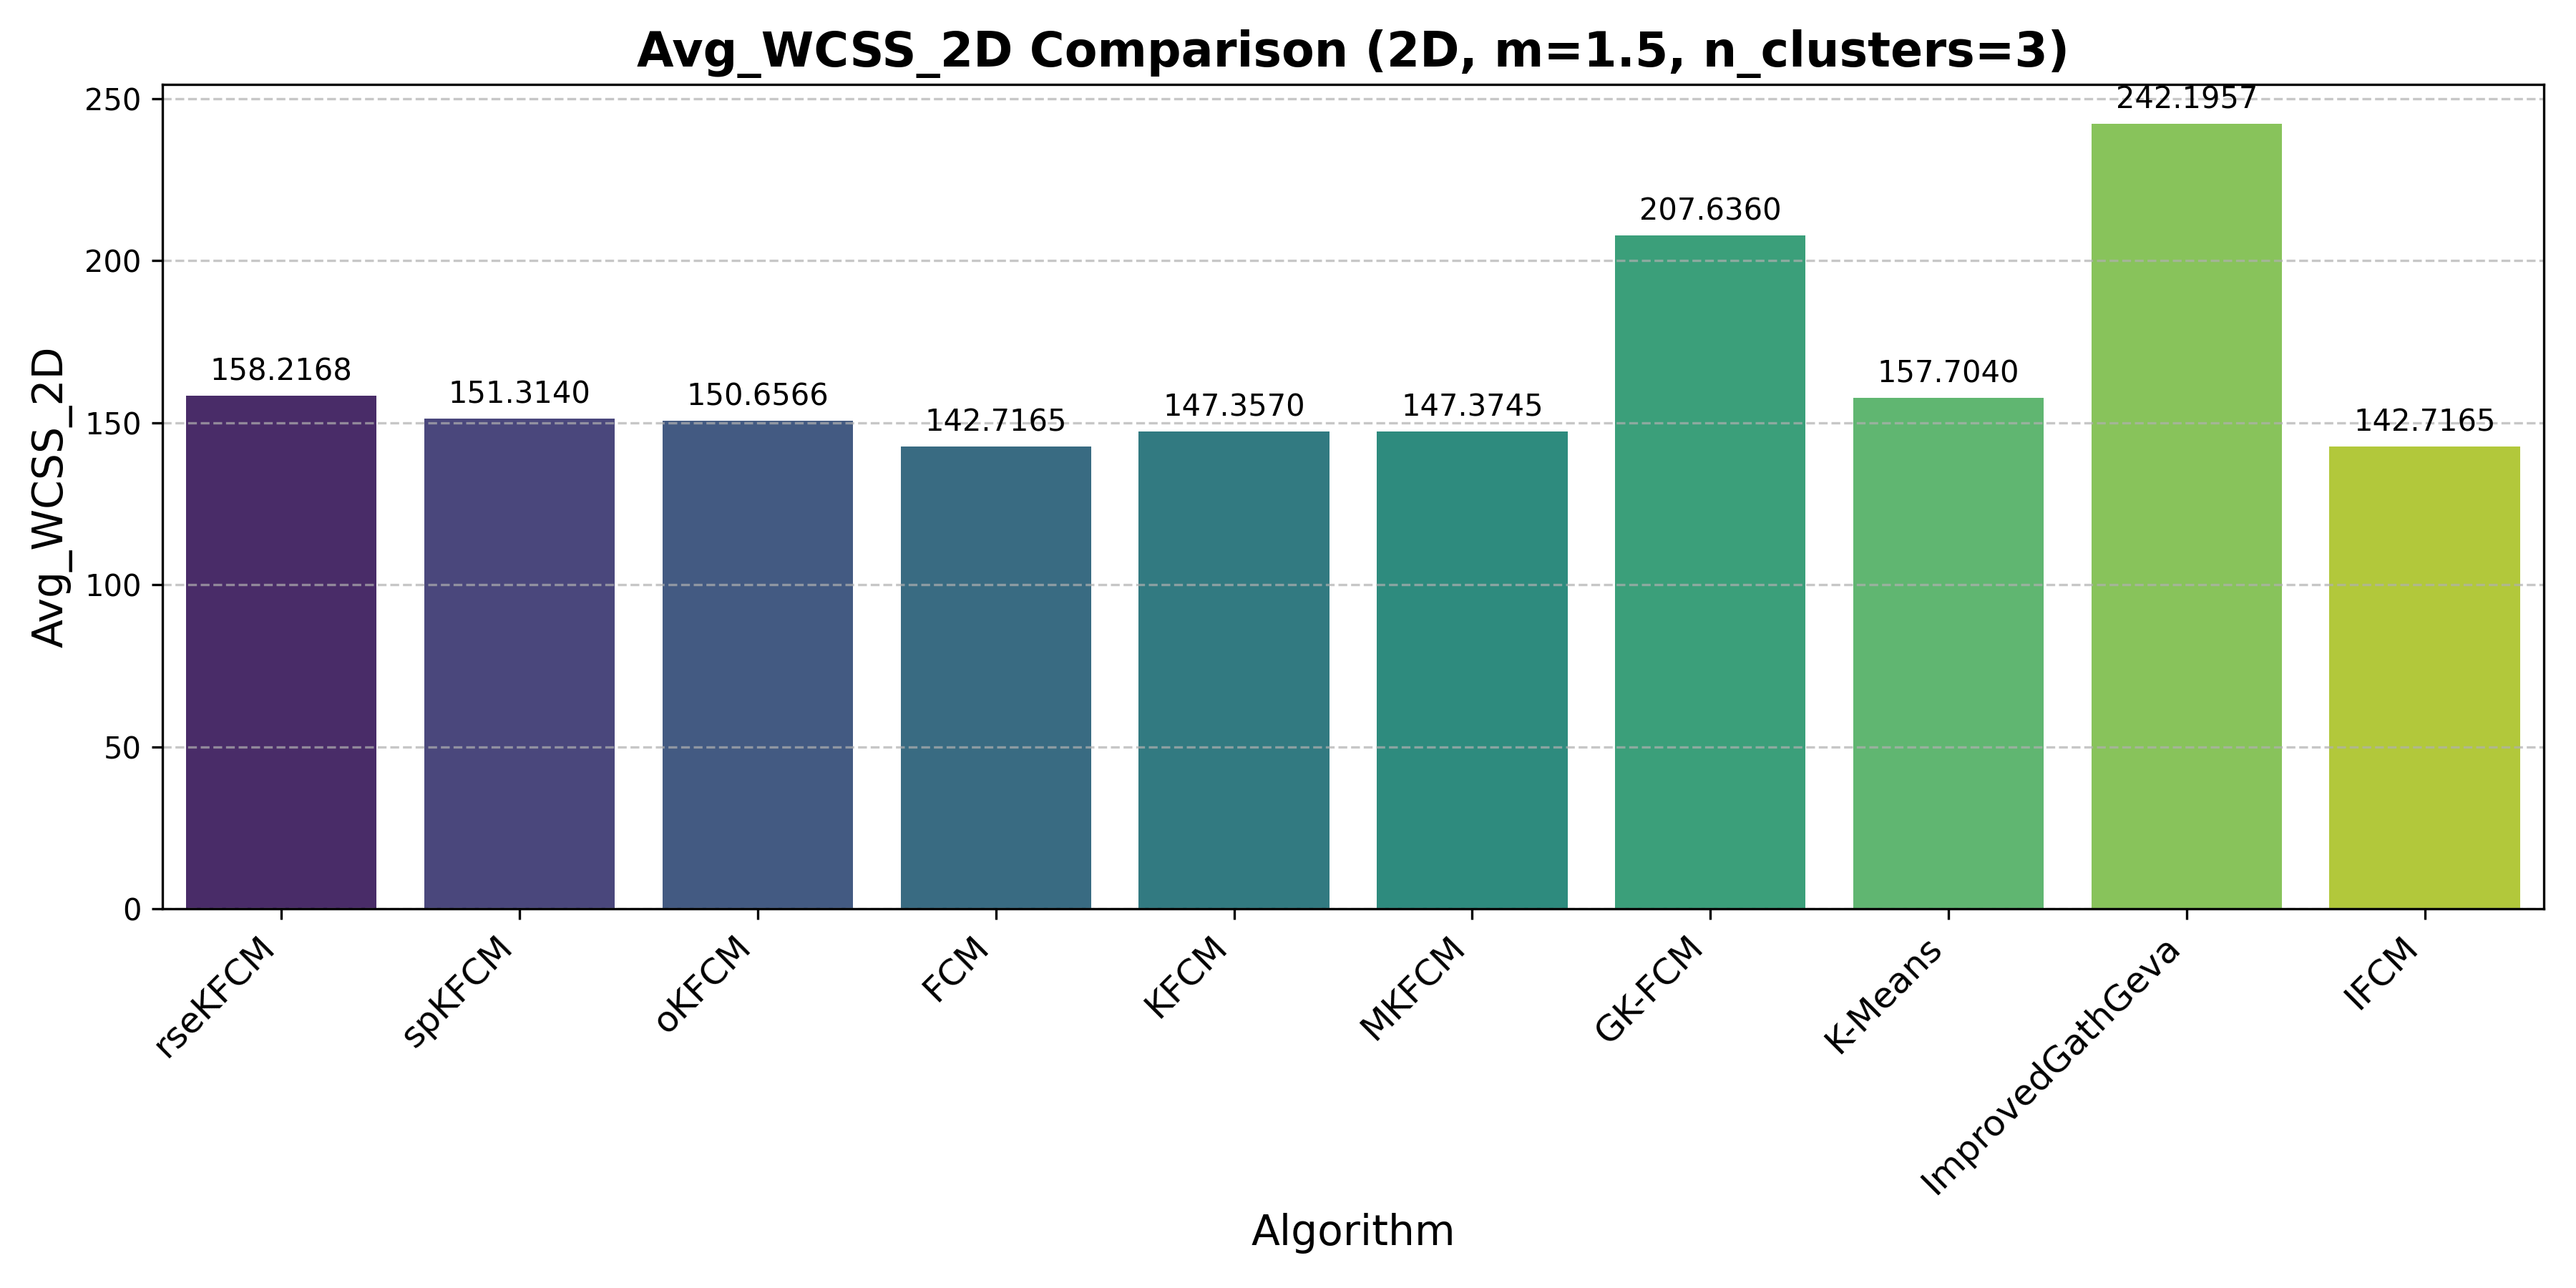 Avg_WCSS_2D Comparison (2D, m=1.5, n_clusters=3)
Avg_WCSS_2D
250
200
150
100
50
0
158.2168
151.3140
150.6566
142.7165
147.3570
147.3745
207.6360
157.7040
242.1957
142.7165
rseKFCM
spKFCM
oKFCM
FCM
KFCM
MKFCM
GK-FCM
K-Means
ImprovedGathGeva
IFCM
Algorithm